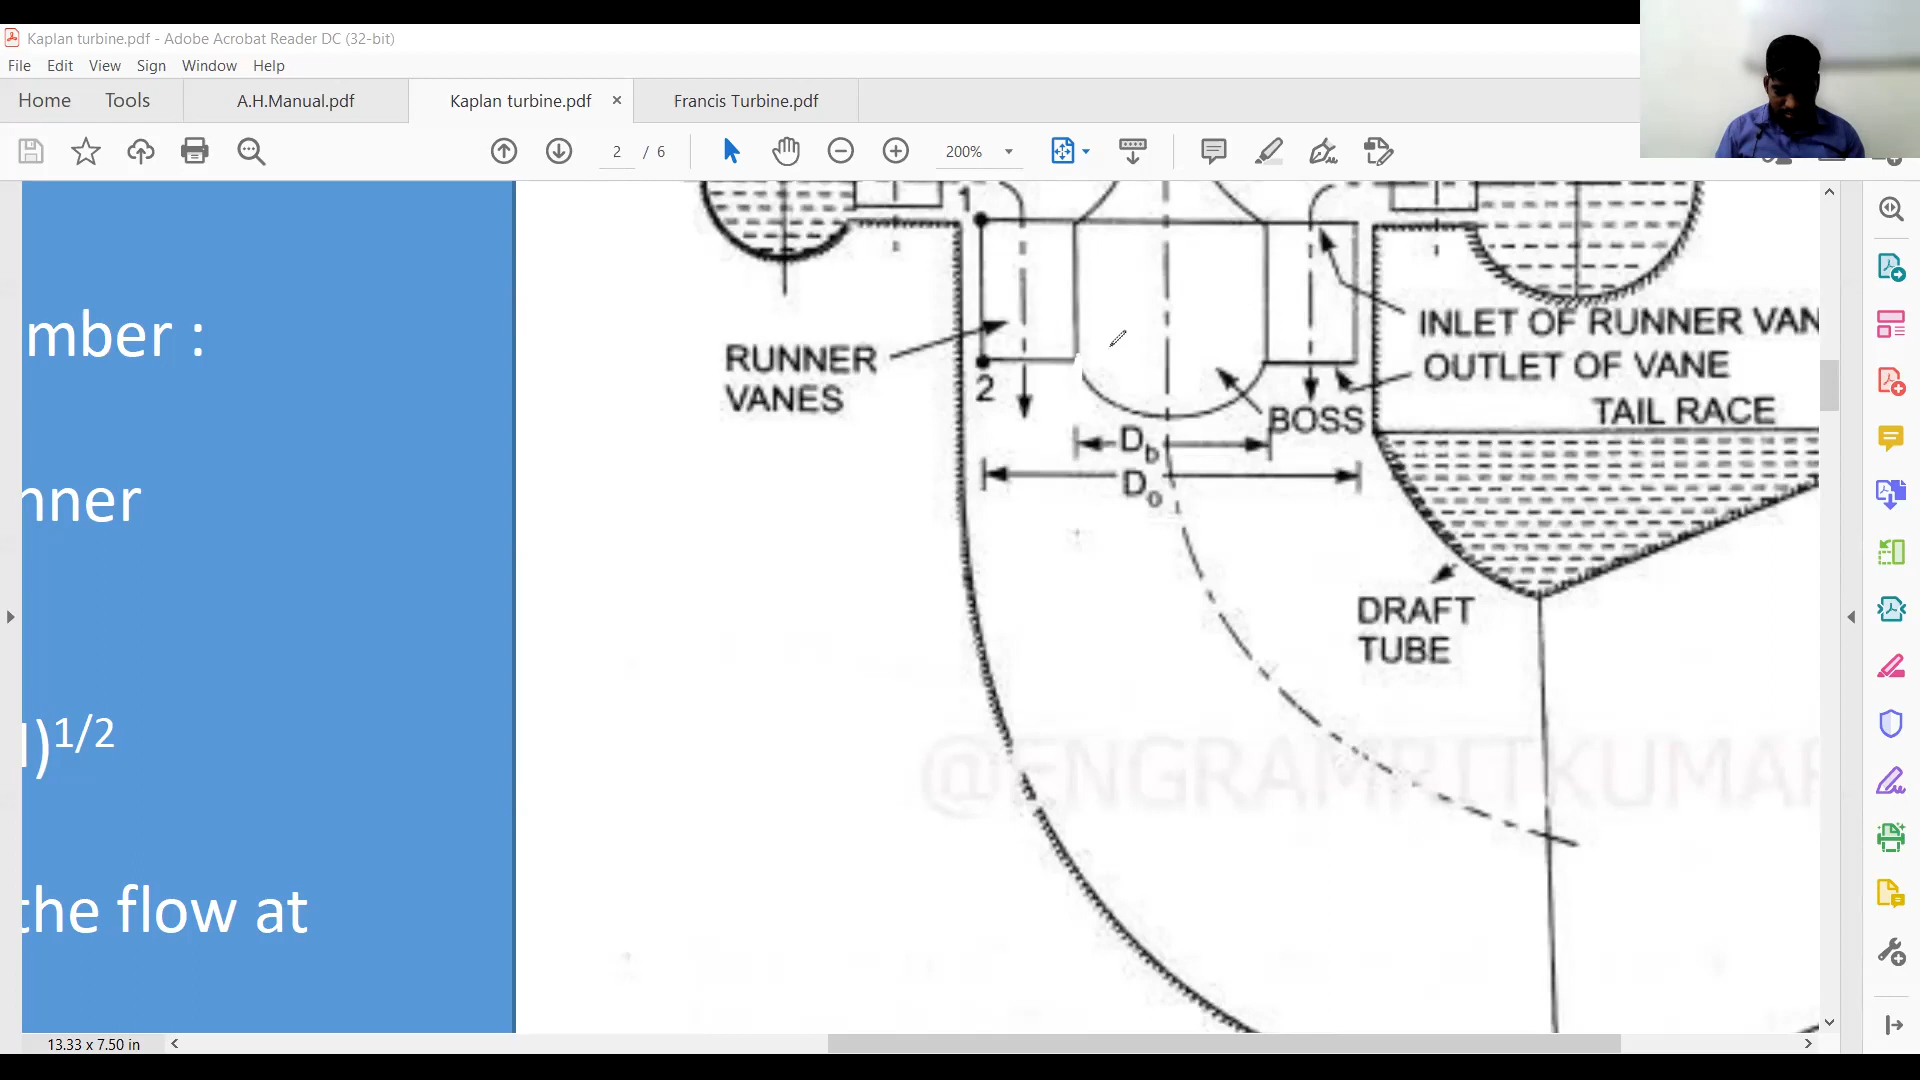 Kaplan turbine.pdf - Adobe Acrobat Reader DC (32-bit)
File Edit View Sign Window Help
Home Tools A.H.Manual.pdf Kaplan turbine.pdf × Francis Turbine.pdf
2 / 6 200%
mber :
nner
)1/2
the flow at
1
RUNNER
VANES
2
INLET OF RUNNER VAN
OUTLET OF VANE
TAIL RACE
BOSS
Db
Do
DRAFT
TUBE
@ENGRAMRITKUMAR
13.33 x 7.50 in